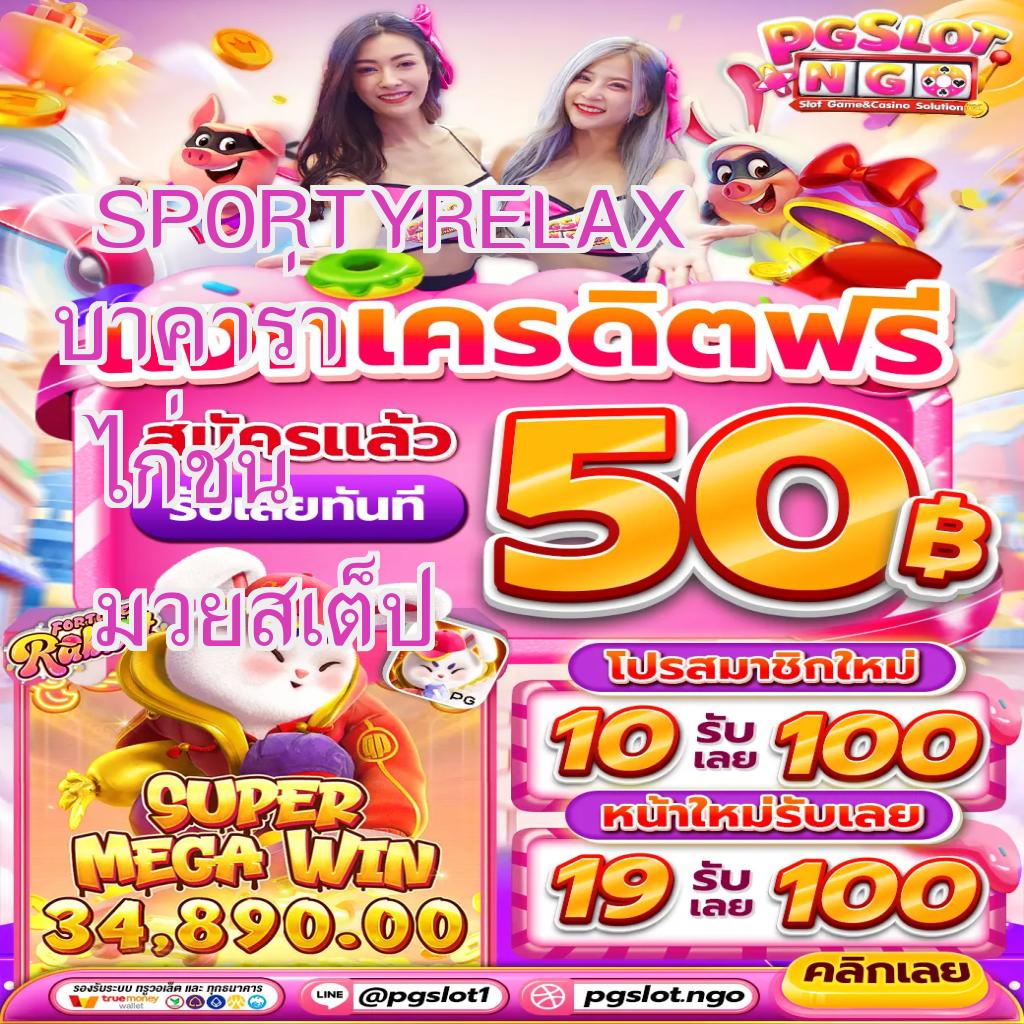 PGSLOT
NGO
Slot Game&Casino Solution
SPORTYRELAX
บาคาร่า
เครดิตฟรี
ไก่ชน
สมัครแล้ว
รับเลยทันที
50฿
มวยสเต็ป
FORTUNE
PG
SUPER
MEGA WIN
34,890.00
โปรสมาชิกใหม่
10 รับเลย 100
หน้าใหม่รับเลย
19 รับเลย 100
คลิกเลย
รองรับระบบ ทรูวอเล็ต และ ทุกธนาคาร
truemoney
wallet
LINE @pgslot1
pgslot.ngo